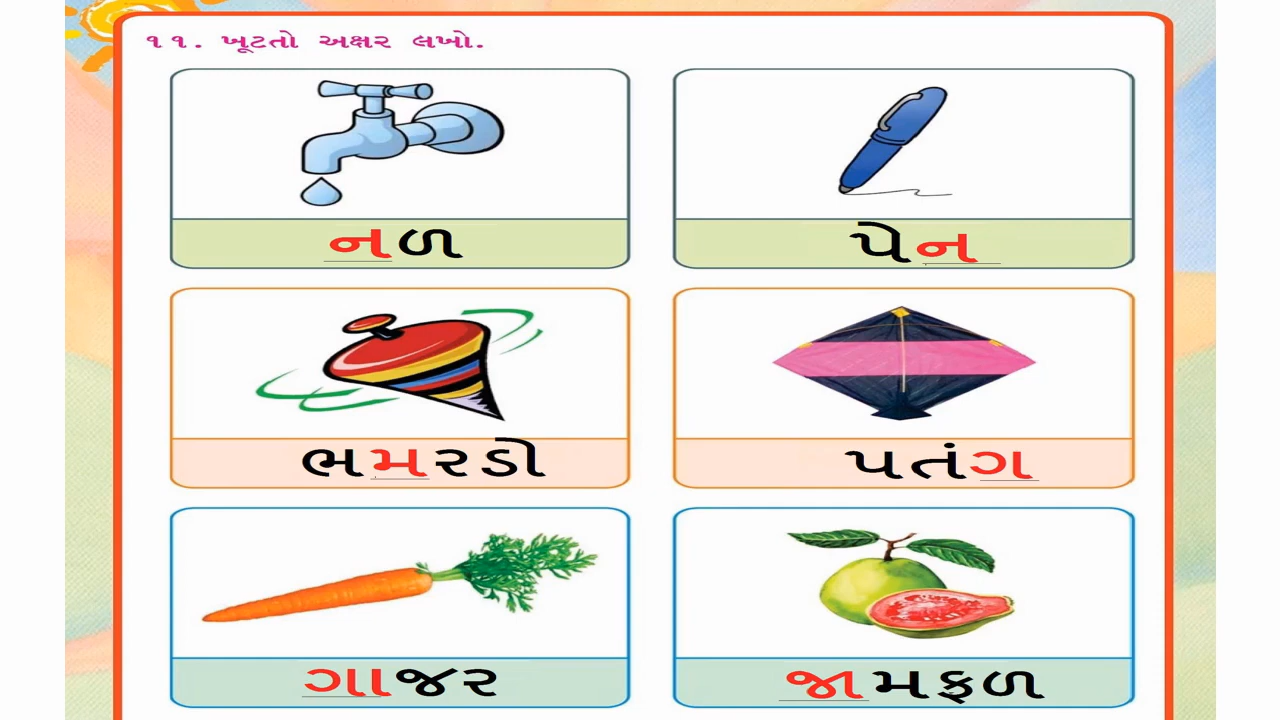 ૧૧. ખૂટતો અક્ષર લખો.
નળ
પેન
ભમરડો
પતંગ
ગાજર
જામફળ